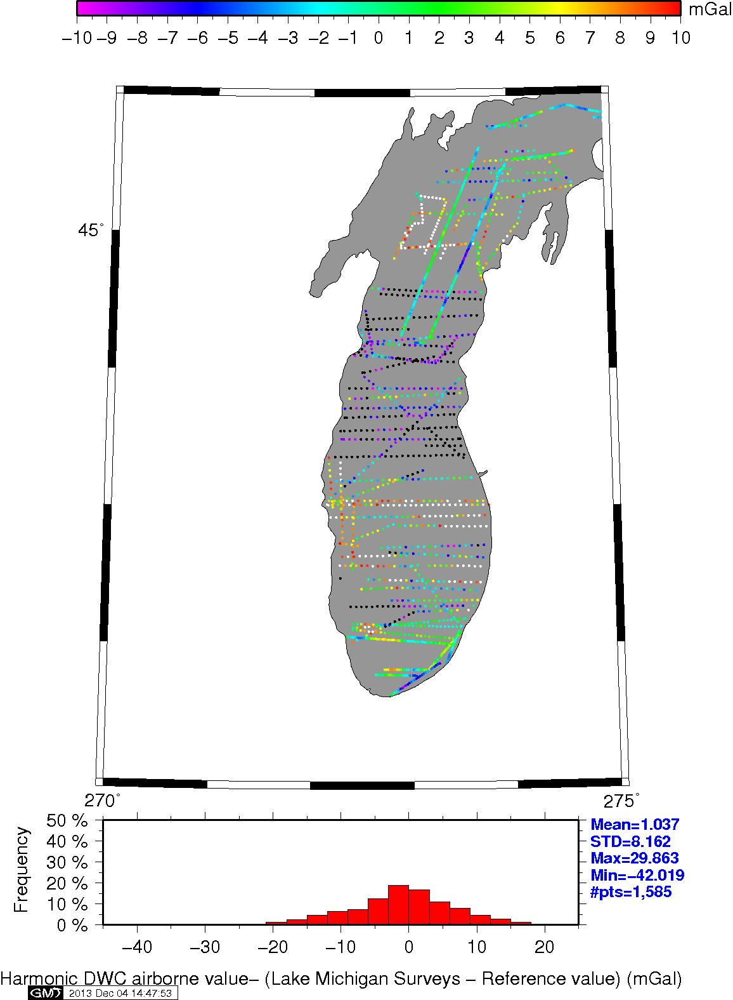 mGal
−10 −9 −8 −7 −6 −5 −4 −3 −2 −1 0 1 2 3 4 5 6 7 8 9 10
45°
270° 275°
50 %
40 %
30 %
20 %
10 %
0 %
Frequency
Mean=1.037
STD=8.162
Max=29.863
Min=−42.019
#pts=1,585
−40 −30 −20 −10 0 10 20
Harmonic DWC airborne value− (Lake Michigan Surveys − Reference value) (mGal)
GMT 2013 Dec 04 14:47:53